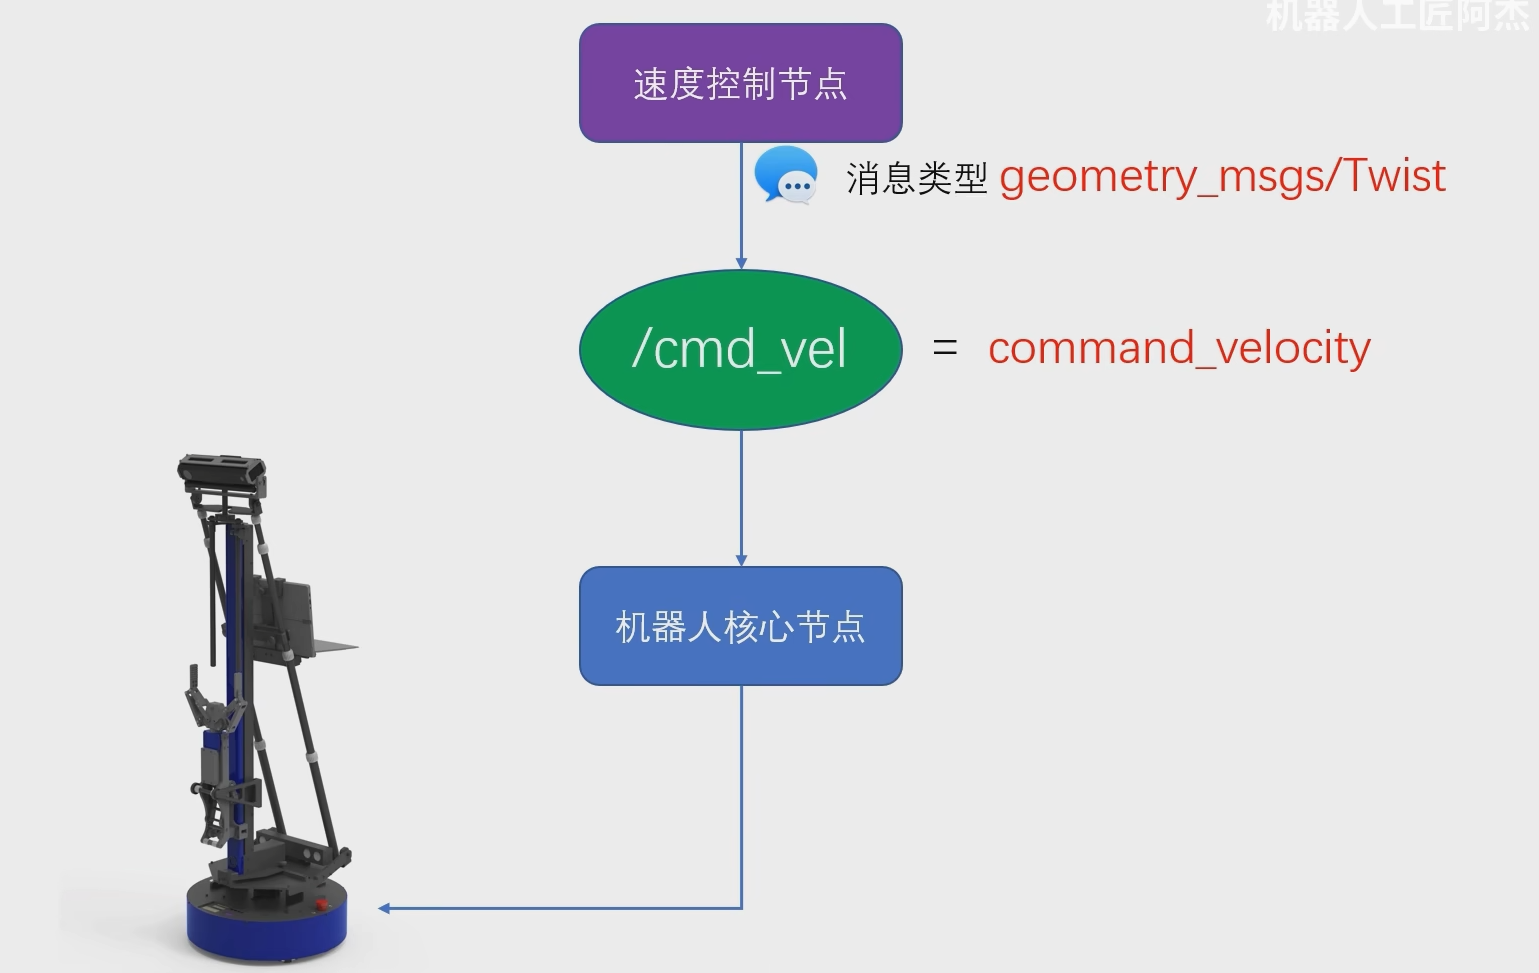 机器人工匠阿杰
速度控制节点
消息类型 geometry_msgs/Twist
/cmd_vel = command_velocity
机器人核心节点